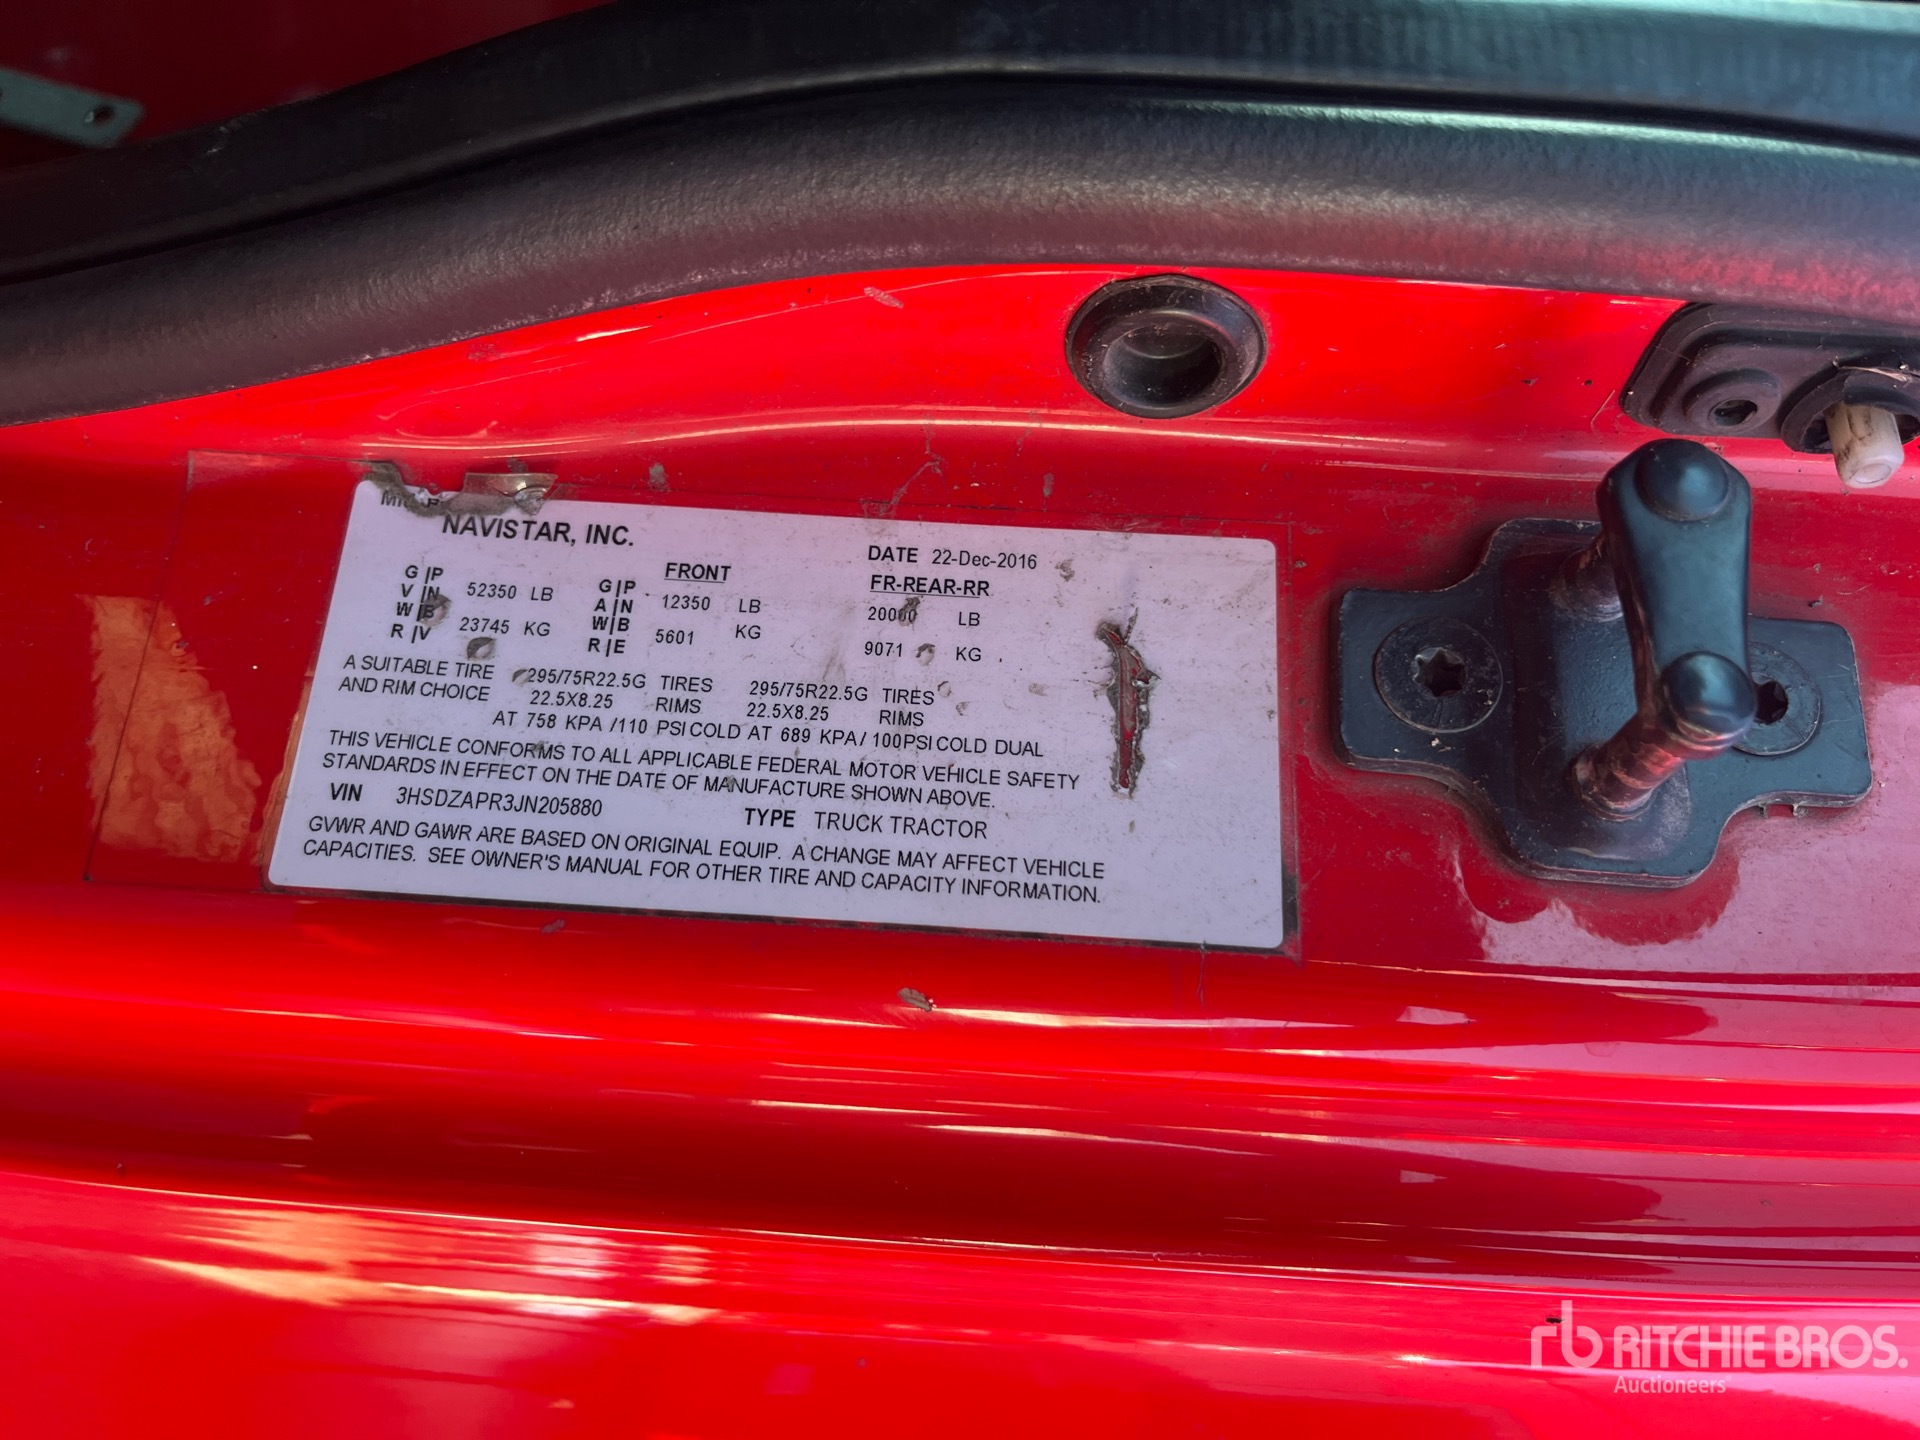 NAVISTAR, INC.
DATE 22-Dec-2016
FRONT FR-REAR-RR
G P
V N 52350 LB
W B
R V 23745 KG
G P
A N 12350 LB 20000 LB
W B
R E 5601 KG 9071 KG
A SUITABLE TIRE 295/75R22.5G TIRES 295/75R22.5G TIRES
AND RIM CHOICE 22.5X8.25 RIMS 22.5X8.25 RIMS
AT 758 KPA /110 PSI COLD AT 689 KPA/ 100PSI COLD DUAL
THIS VEHICLE CONFORMS TO ALL APPLICABLE FEDERAL MOTOR VEHICLE SAFETY
STANDARDS IN EFFECT ON THE DATE OF MANUFACTURE SHOWN ABOVE.
VIN 3HSDZAPR3JN205880 TYPE TRUCK TRACTOR
GVWR AND GAWR ARE BASED ON ORIGINAL EQUIP. A CHANGE MAY AFFECT VEHICLE
CAPACITIES. SEE OWNER'S MANUAL FOR OTHER TIRE AND CAPACITY INFORMATION.
rb RITCHIE BROS.
Auctioneers